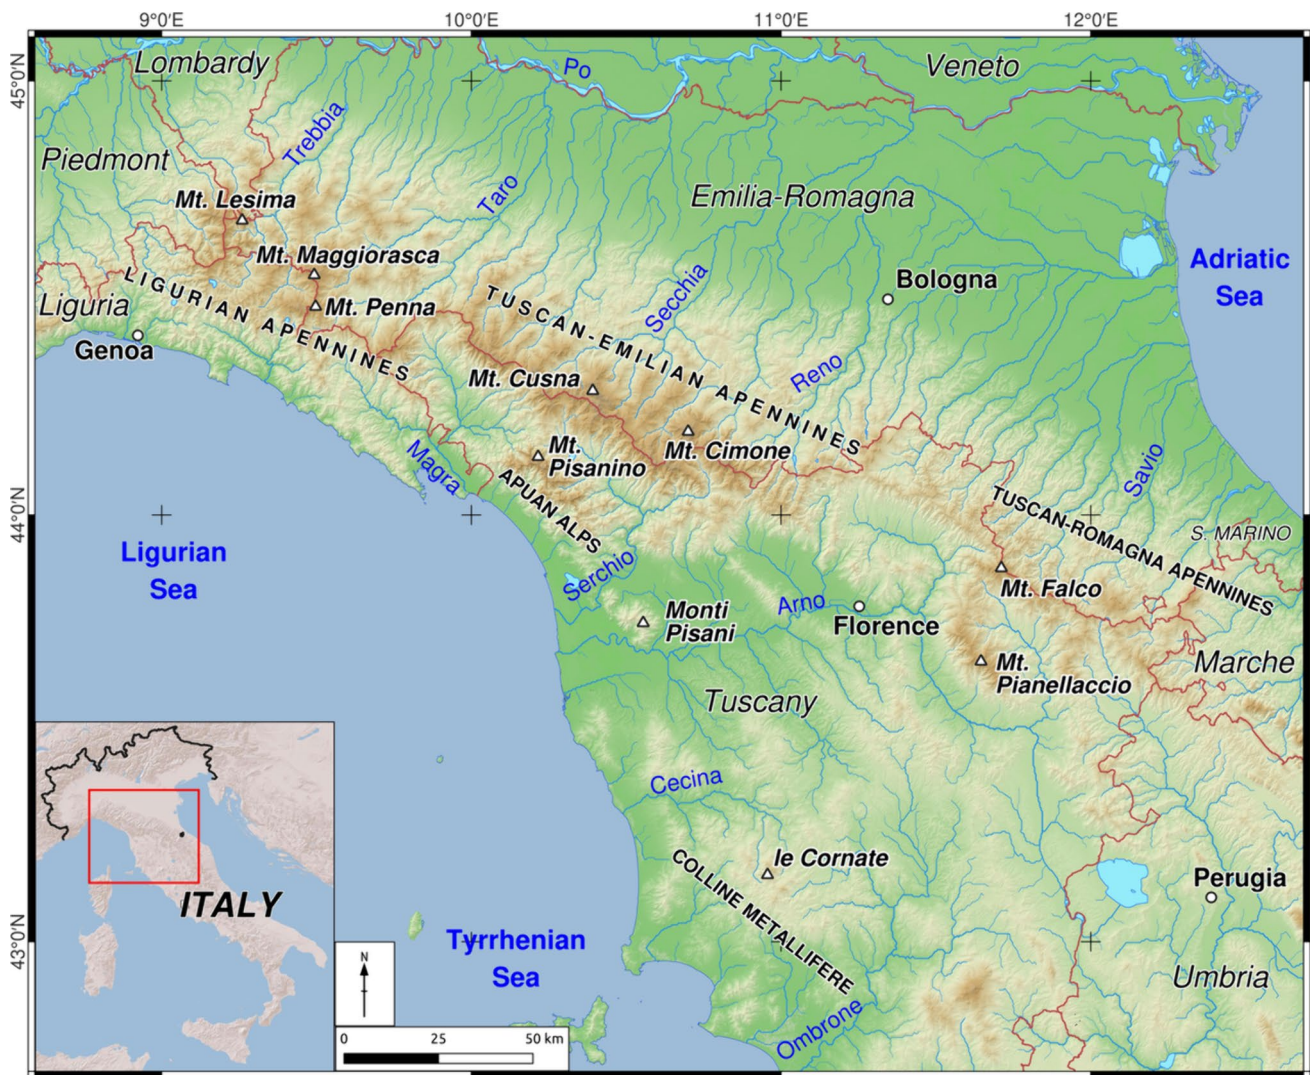 9°0'E
10°0'E
11°0'E
12°0'E
45°0'N
44°0'N
43°0'N
Lombardy
Po
Veneto
Trebbia
Piedmont
Taro
Emilia-Romagna
Mt. Lesima
Mt. Maggiorasca
Adriatic
Sea
LIGURIAN APENNINES
Bologna
Liguria
Mt. Penna
TUSCAN-EMILIAN APENNINES
Secchia
Genoa
Mt. Cusna
Reno
Mt. Cimone
Mt.
Pisanino
Magra
Savio
APUAN ALPS
TUSCAN-ROMAGNA APENNINES
S. MARINO
Ligurian
Sea
Serchio
Mt. Falco
Monti
Pisani
Arno
Florence
Mt.
Pianellaccio
Marche
Tuscany
Cecina
le Cornate
COLLINE METALLIFERE
Perugia
ITALY
Tyrrhenian
Sea
Umbria
Ombrone
N
0
25
50 km